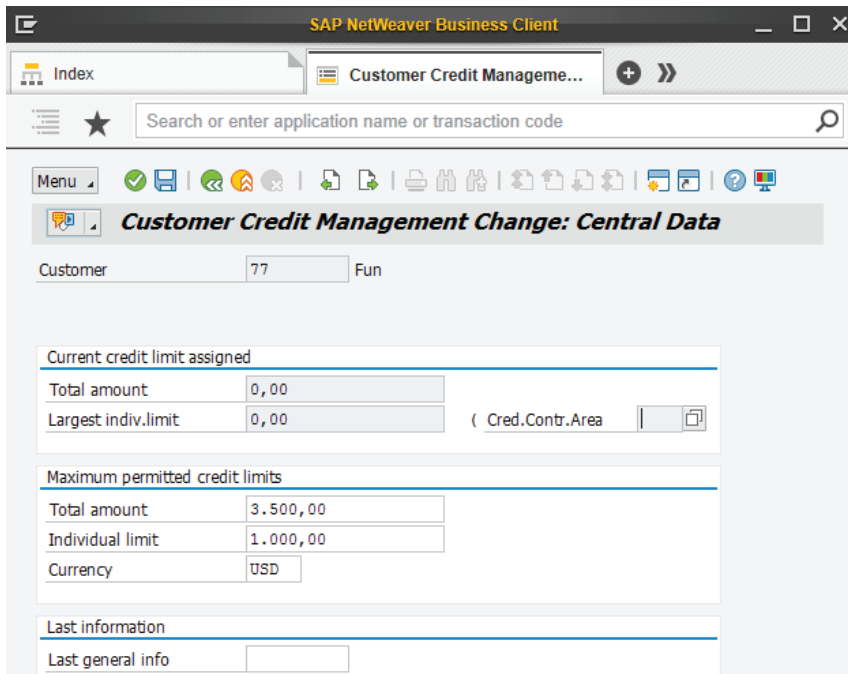 SAP NetWeaver Business Client
Index
Customer Credit Manageme...
Search or enter application name or transaction code
Menu
Customer Credit Management Change: Central Data
Customer 77 Fun
Current credit limit assigned
Total amount 0,00
Largest indiv.limit 0,00 ( Cred.Contr.Area
Maximum permitted credit limits
Total amount 3.500,00
Individual limit 1.000,00
Currency USD
Last information
Last general info